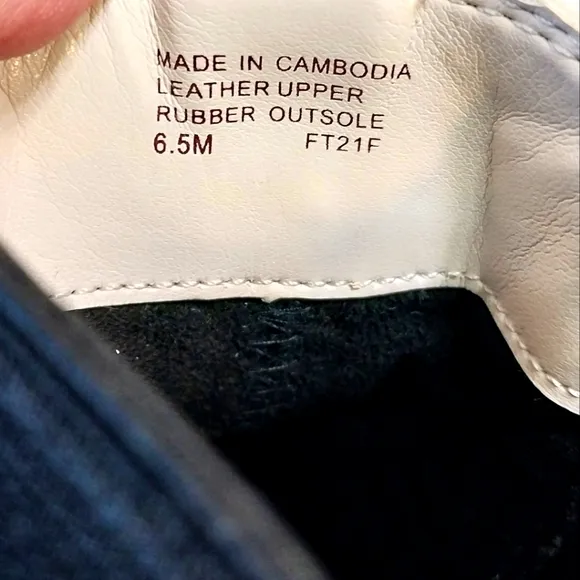 MADE IN CAMBODIA
LEATHER UPPER
RUBBER OUTSOLE
6.5M FT21F